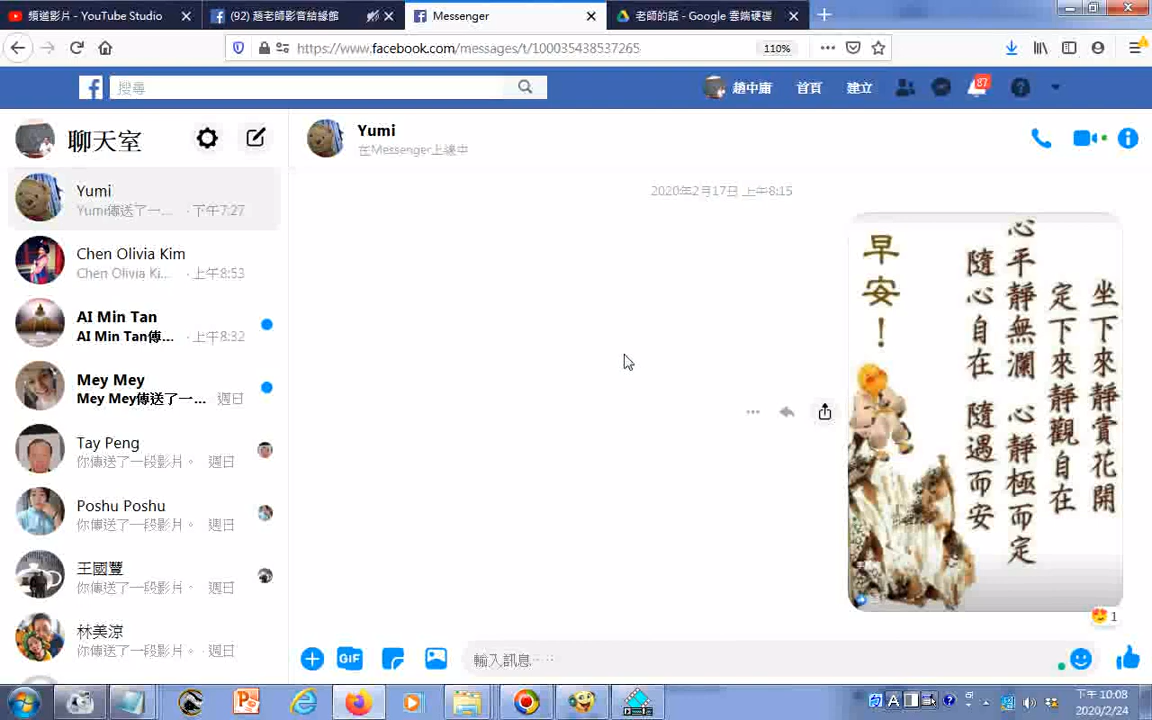 頻道影片 - YouTube Studio
(92) 趙老師影音結緣館
Messenger
老師的話 - Google 雲端硬碟
https://www.facebook.com/messages/t/100035438537265
110%
搜尋
趙中庸
首頁
建立
87
聊天室
Yumi
在Messenger上線中
Yumi
Yumi傳送了一... · 下午7:27
Chen Olivia Kim
Chen Olivia Ki... · 上午8:53
AI Min Tan
AI Min Tan傳... · 上午8:32
Mey Mey
Mey Mey傳送了一... 週日
Tay Peng
你傳送了一段影片。 週日
Poshu Poshu
你傳送了一段影片。 週日
王國豐
你傳送了一段影片。 週日
林美涼
你傳送了一段影片。 · 週日
2020年2月17日 上午8:15
坐下來靜賞花開
定下來靜觀自在
心平靜無瀾 心靜極而定
隨心自在 隨遇而安
早安！
1
GIF
輸入訊息⋯⋯
下午 10:08
2020/2/24